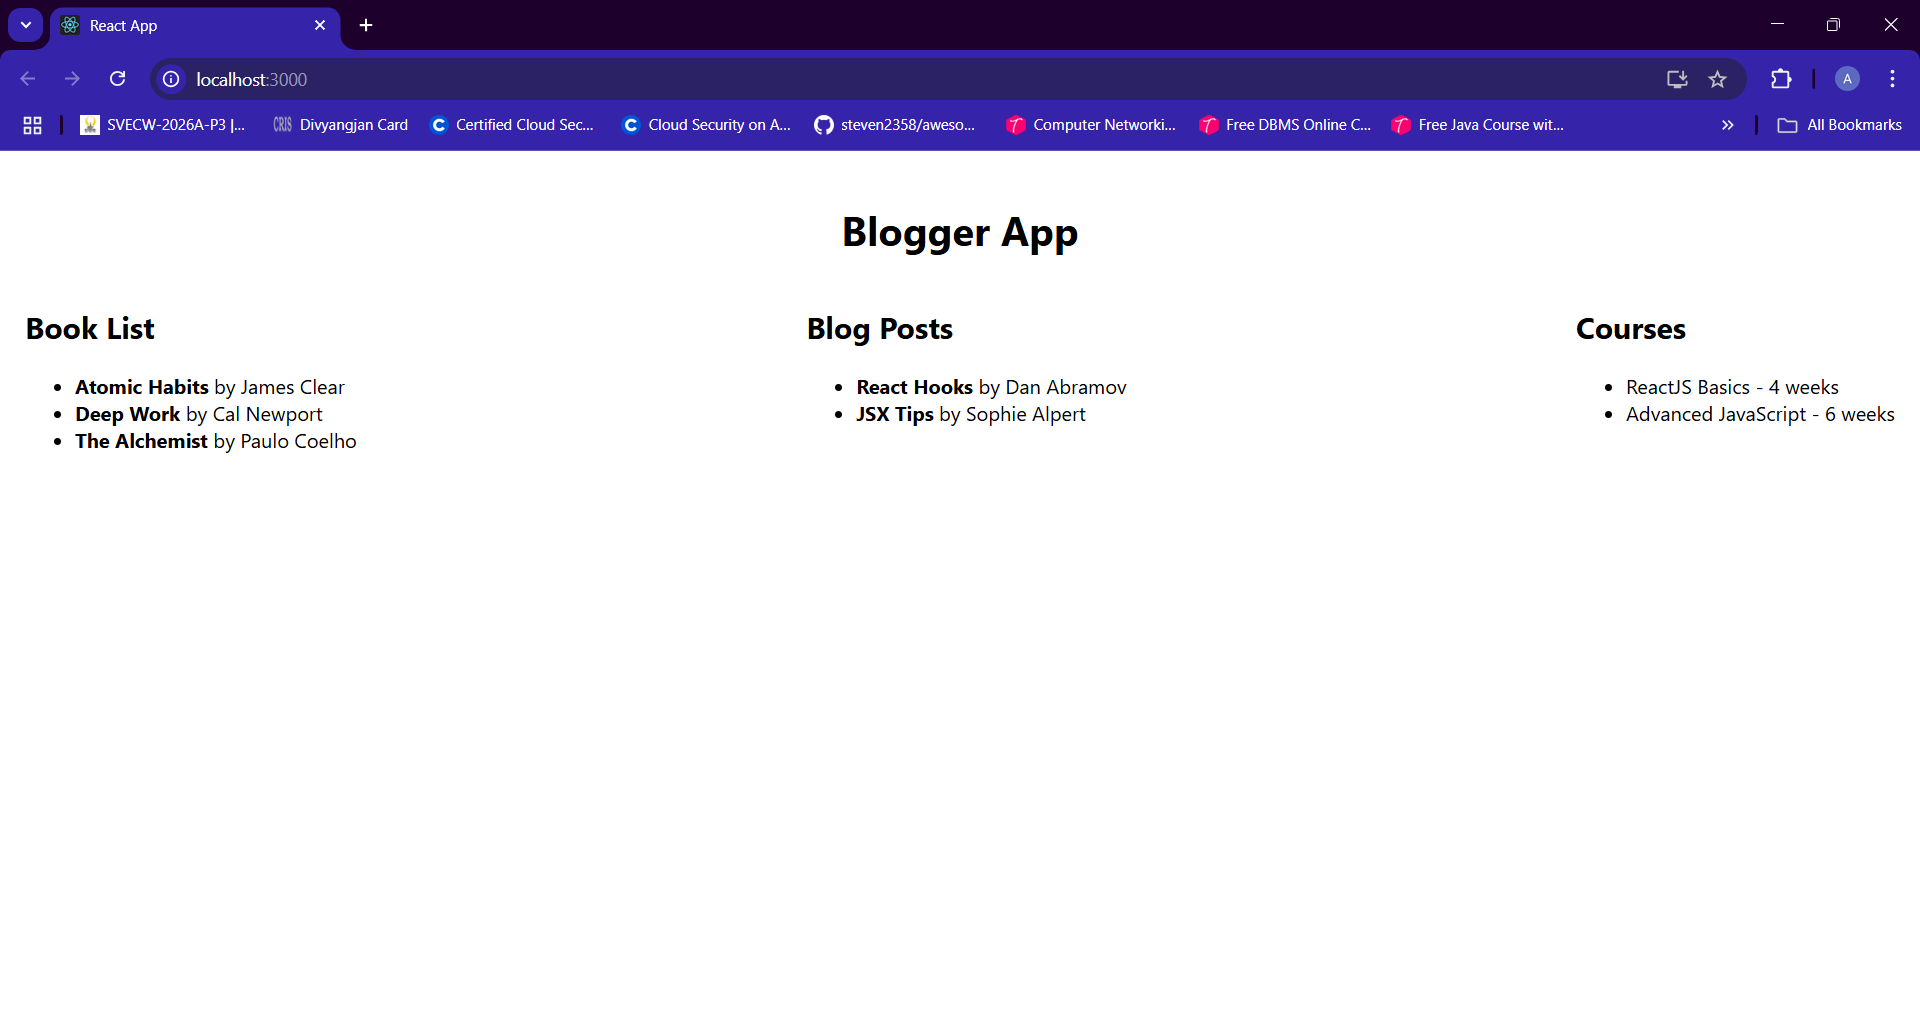 React App
localhost:3000
SVECW-2026A-P3 |...
CRIS Divyangjan Card
C Certified Cloud Sec...
C Cloud Security on A...
steven2358/aweso...
Computer Networki...
Free DBMS Online C...
Free Java Course wit...
All Bookmarks
A
Blogger App
Book List
• Atomic Habits by James Clear
• Deep Work by Cal Newport
• The Alchemist by Paulo Coelho
Blog Posts
• React Hooks by Dan Abramov
• JSX Tips by Sophie Alpert
Courses
• ReactJS Basics - 4 weeks
• Advanced JavaScript - 6 weeks